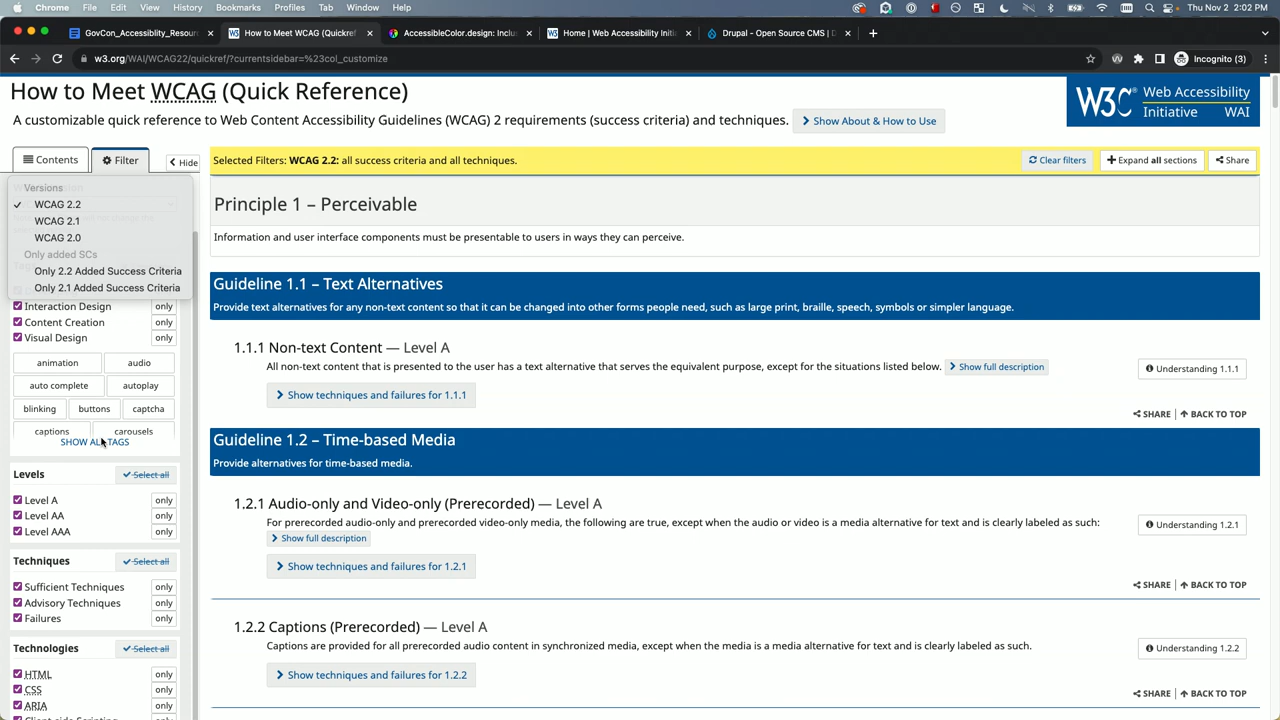 Chrome File Edit View History Bookmarks Profiles Tab Window Help Thu Nov 2 2:02 PM
GovCon_Accessiblity_Resour
How to Meet WCAG (Quickref
AccessibleColor.design: Inclus
Home | Web Accessibility Initi
Drupal - Open Source CMS | D
w3.org/WAI/WCAG22/quickref/?currentsidebar=%23col_customize
Incognito (3)
How to Meet WCAG (Quick Reference)
A customizable quick reference to Web Content Accessibility Guidelines (WCAG) 2 requirements (success criteria) and techniques.
Show About & How to Use
W3C® Web Accessibility
Initiative WAI
Contents
Filter
Hide
Versions
WCAG 2.2
WCAG 2.1
WCAG 2.0
Only added SCs
Only 2.2 Added Success Criteria
Only 2.1 Added Success Criteria
Interaction Design only
Content Creation only
Visual Design only
animation audio
auto complete autoplay
blinking buttons captcha
captions carousels
SHOW ALL TAGS
Levels Select all
Level A only
Level AA only
Level AAA only
Techniques Select all
Sufficient Techniques only
Advisory Techniques only
Failures only
Technologies Select all
HTML only
CSS only
ARIA only
Selected Filters: WCAG 2.2: all success criteria and all techniques.
Clear filters
Expand all sections
Share
Principle 1 – Perceivable
Information and user interface components must be presentable to users in ways they can perceive.
Guideline 1.1 – Text Alternatives
Provide text alternatives for any non-text content so that it can be changed into other forms people need, such as large print, braille, speech, symbols or simpler language.
1.1.1 Non-text Content — Level A
All non-text content that is presented to the user has a text alternative that serves the equivalent purpose, except for the situations listed below. Show full description
Understanding 1.1.1
Show techniques and failures for 1.1.1
SHARE | BACK TO TOP
Guideline 1.2 – Time-based Media
Provide alternatives for time-based media.
1.2.1 Audio-only and Video-only (Prerecorded) — Level A
For prerecorded audio-only and prerecorded video-only media, the following are true, except when the audio or video is a media alternative for text and is clearly labeled as such:
Show full description
Understanding 1.2.1
Show techniques and failures for 1.2.1
SHARE | BACK TO TOP
1.2.2 Captions (Prerecorded) — Level A
Captions are provided for all prerecorded audio content in synchronized media, except when the media is a media alternative for text and is clearly labeled as such.
Understanding 1.2.2
Show techniques and failures for 1.2.2
SHARE | BACK TO TOP